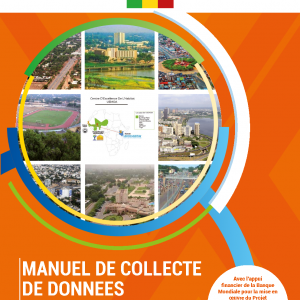 MANUEL DE COLLECTE
DE DONNEES
Avec l'appui
financier de la Banque
Mondiale pour la mise en
œuvre du Projet